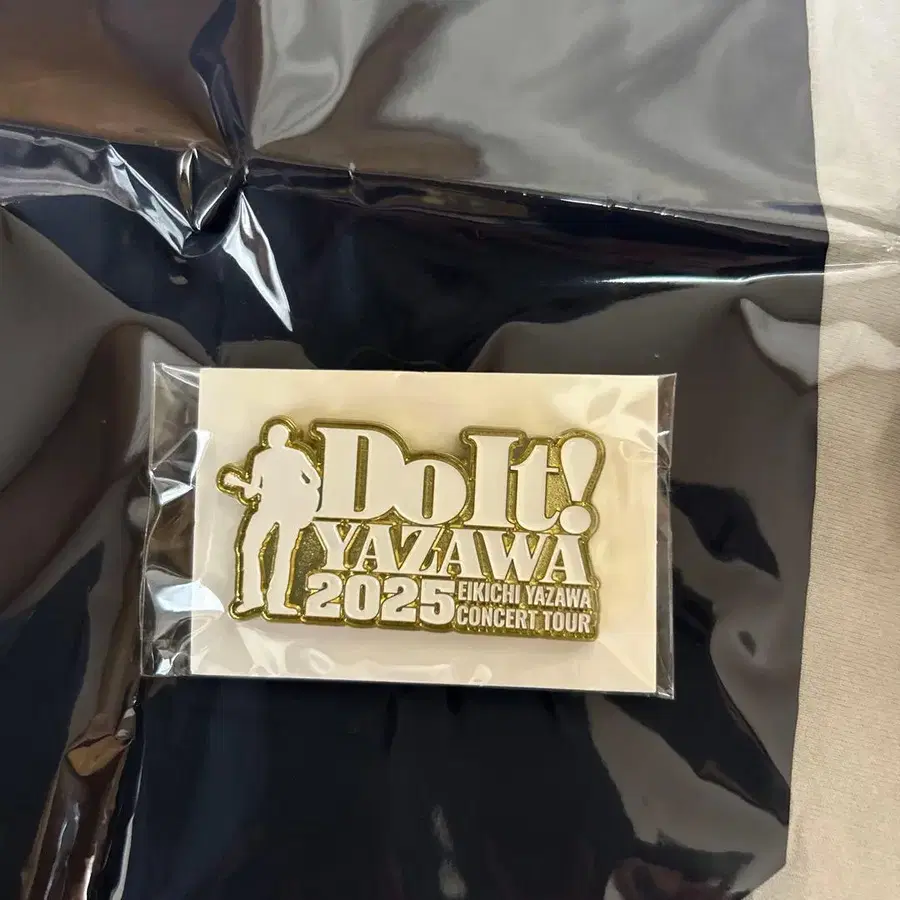 Do It!
YAZAWA
2025 EIKICHI YAZAWA
CONCERT TOUR